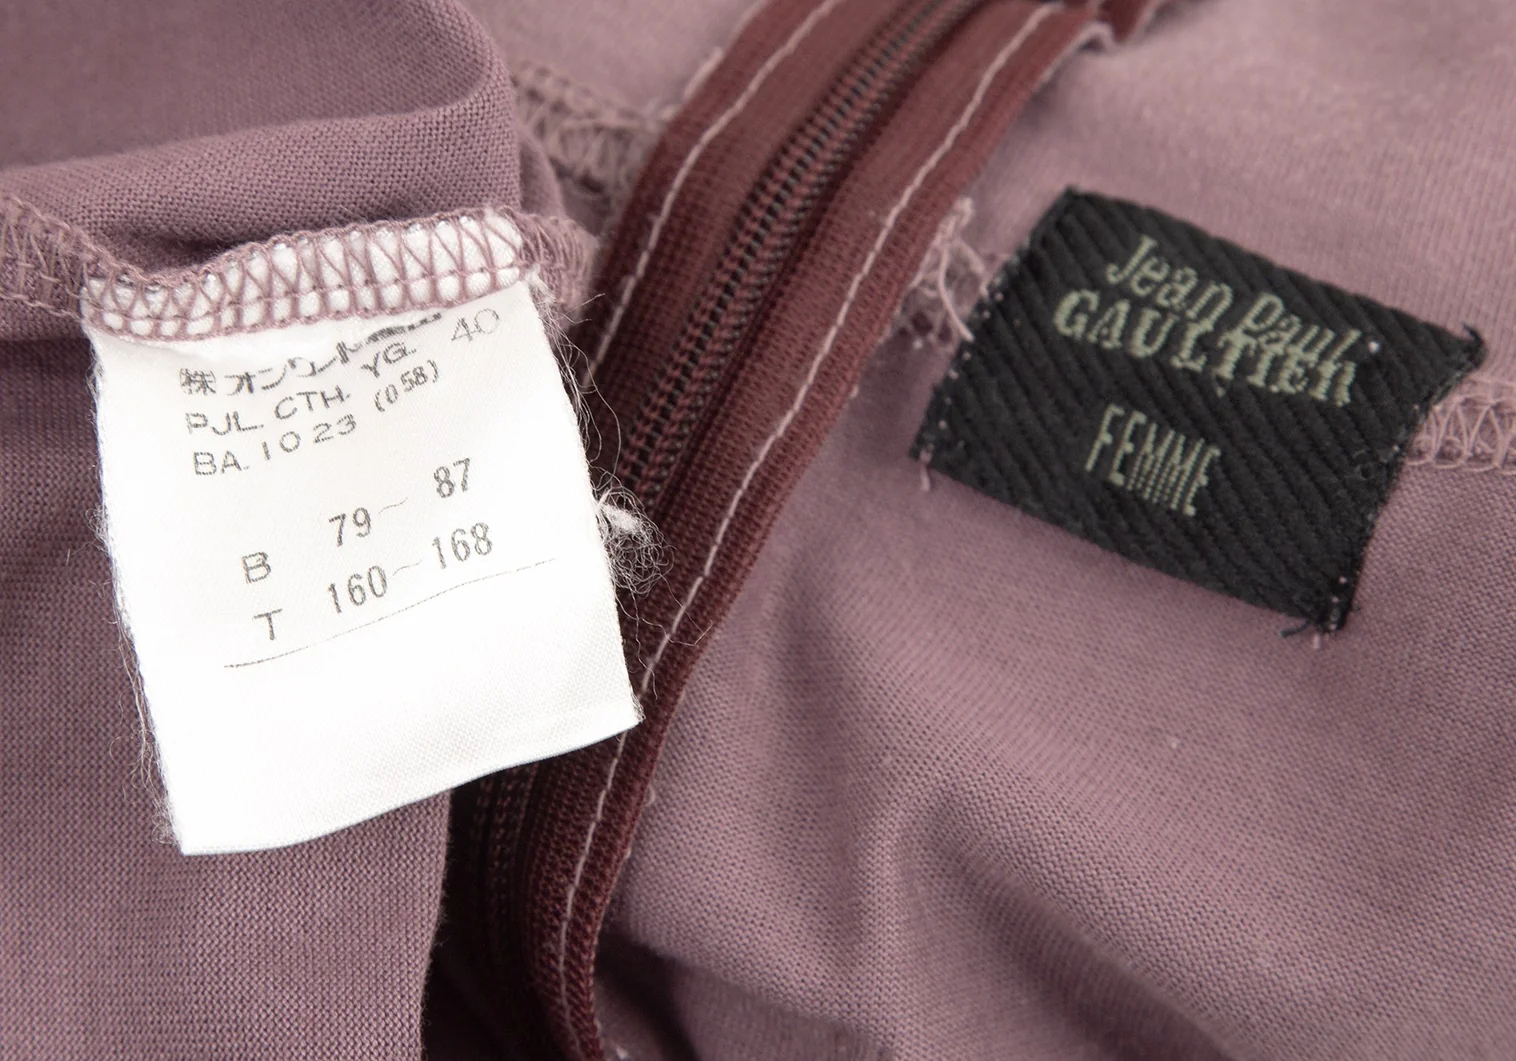 ㈱オンワード樫山 40
PJL. CTH. YG.
BA. 1023 (058)
B 79~87
T 160~168
Jean Paul
GAULTIER
FEMME